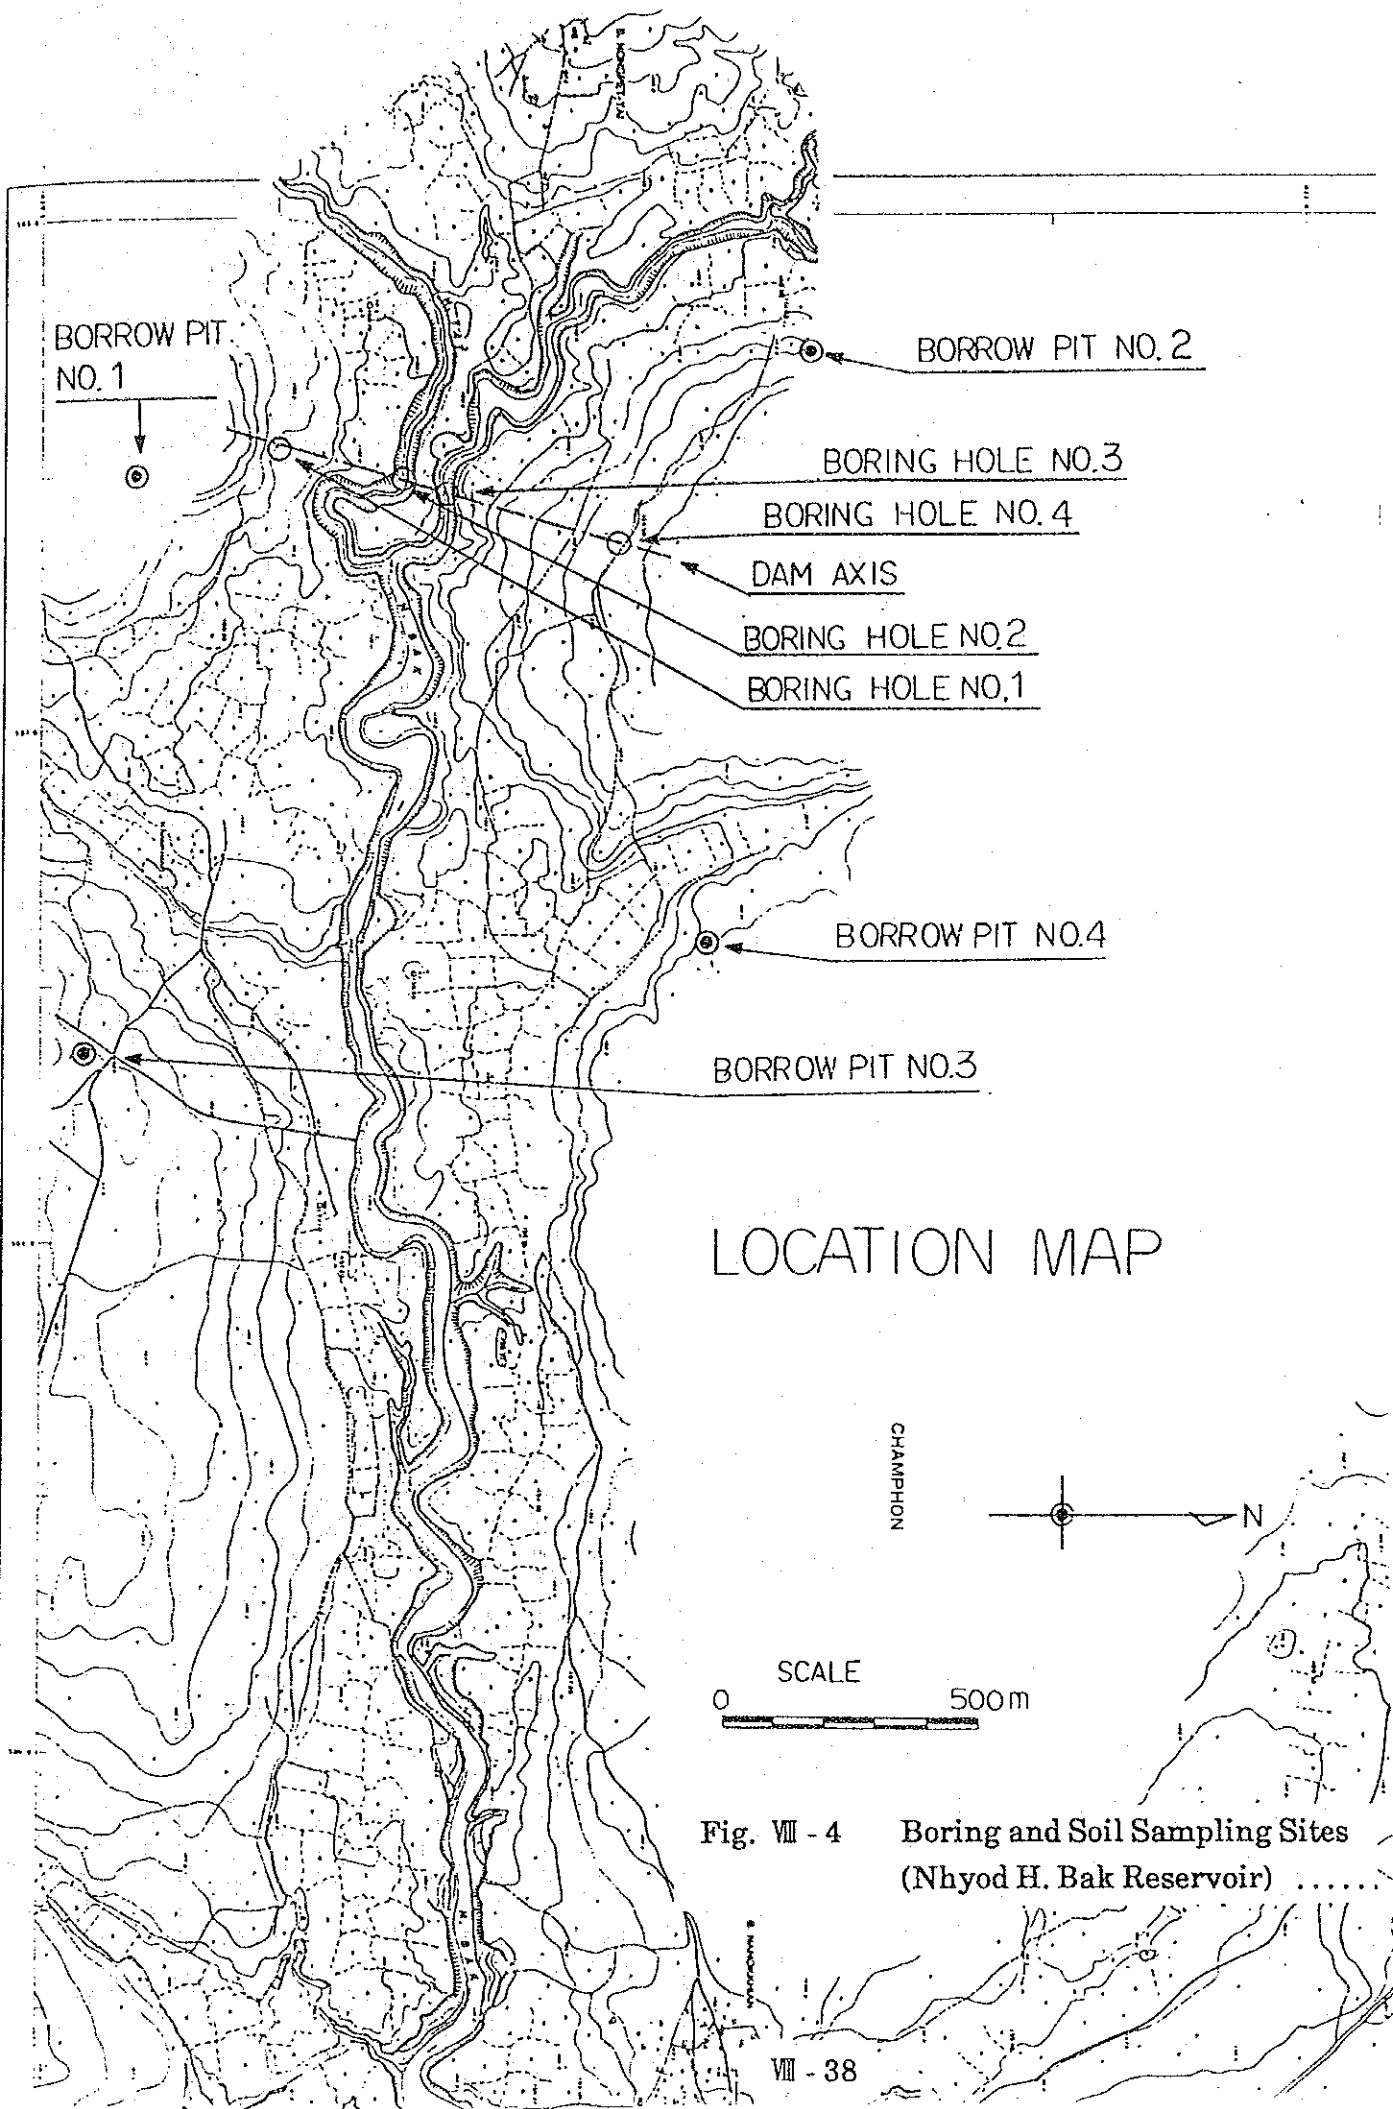 BORROW PIT
NO. 1
BORROW PIT NO. 2
BORING HOLE NO.3
BORING HOLE NO. 4
DAM AXIS
BORING HOLE NO.2
BORING HOLE NO.1
H. BAK
BORROW PIT NO.4
BORROW PIT NO.3
LOCATION MAP
CHAMPHON
N
SCALE
0 500m
Fig. Ⅷ - 4 Boring and Soil Sampling Sites
(Nhyod H. Bak Reservoir) ......
H. BAK
Ⅷ - 38